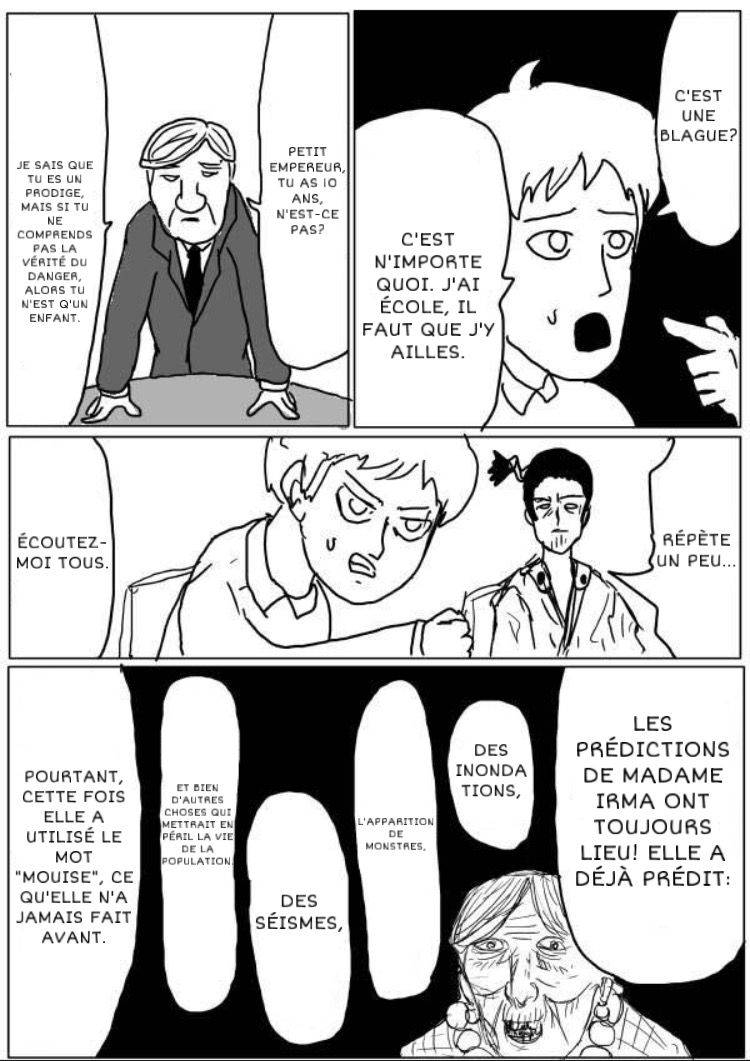 C'EST
UNE
BLAGUE?
C'EST
N'IMPORTE
QUOI. J'AI
ÉCOLE, IL
FAUT QUE J'Y
AILLES.
PETIT
EMPEREUR,
TU AS 10
ANS,
N'EST-CE
PAS?
JE SAIS QUE
TU ES UN
PRODIGE,
MAIS SI TU
NE
COMPRENDS
PAS LA
VÉRITÉ DU
DANGER,
ALORS TU
N'EST Q'UN
ENFANT.
RÉPÈTE
UN PEU...
ÉCOUTEZ-
MOI TOUS.
LES
PRÉDICTIONS
DE MADAME
IRMA ONT
TOUJOURS
LIEU! ELLE A
DÉJÀ PRÉDIT:
DES
INONDA
TIONS,
L'APPARITION
DE
MONSTRES,
DES
SÉISMES,
ET BIEN
D'AUTRES
CHOSES QUI
METTRAIT EN
PÉRIL LA VIE
DE LA
POPULATION.
POURTANT,
CETTE FOIS
ELLE A
UTILISÉ LE
MOT
"MOUISE", CE
QU'ELLE N'A
JAMAIS FAIT
AVANT.